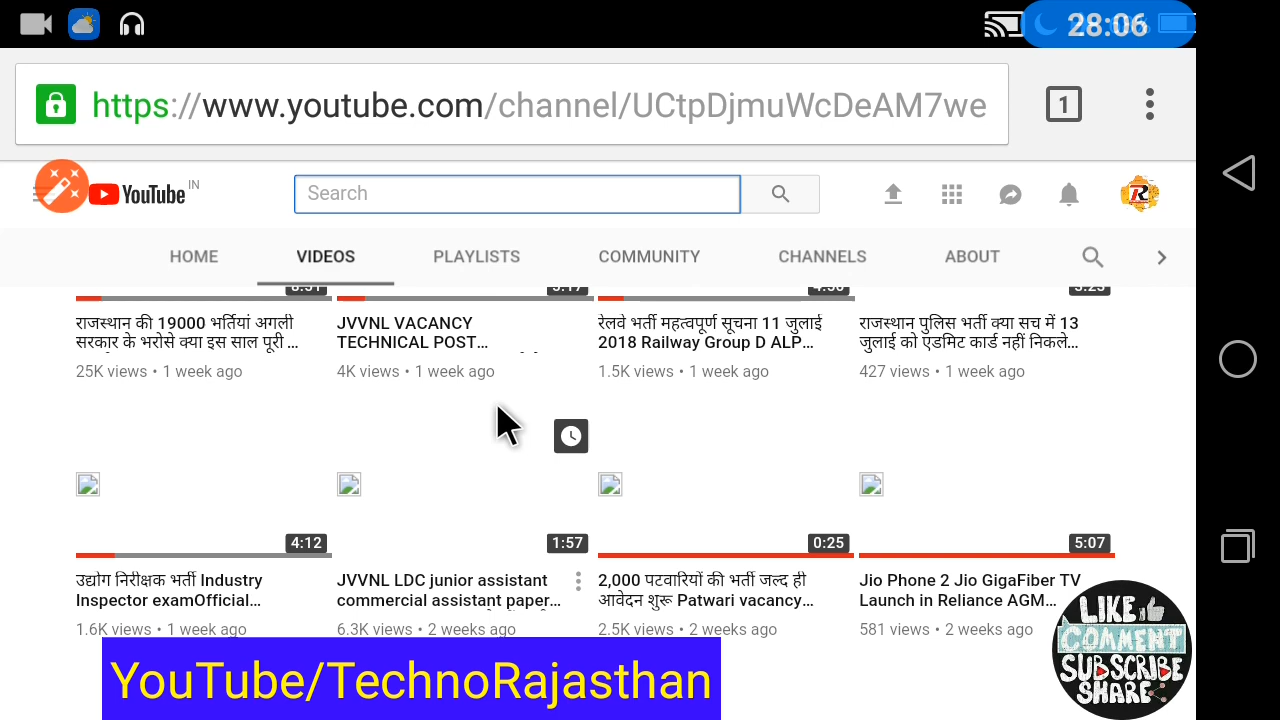 28:06
https://www.youtube.com/channel/UCtpDjmuWcDeAM7we
1
YouTube IN
Search
HOME VIDEOS PLAYLISTS COMMUNITY CHANNELS ABOUT
राजस्थान की 19000 भर्तियां अगली
सरकार के भरोसे क्या इस साल पूरी ...
25K views • 1 week ago
JVVNL VACANCY
TECHNICAL POST...
4K views • 1 week ago
रेलवे भर्ती महत्वपूर्ण सूचना 11 जुलाई
2018 Railway Group D ALP...
1.5K views • 1 week ago
राजस्थान पुलिस भर्ती क्या सच में 13
जुलाई को एडमिट कार्ड नहीं निकले...
427 views • 1 week ago
4:12
उद्योग निरीक्षक भर्ती Industry
Inspector examOfficial...
1.6K views • 1 week ago
1:57
JVVNL LDC junior assistant
commercial assistant paper...
6.3K views • 2 weeks ago
0:25
2,000 पटवारियों की भर्ती जल्द ही
आवेदन शुरू Patwari vacancy...
2.5K views • 2 weeks ago
5:07
Jio Phone 2 Jio GigaFiber TV
Launch in Reliance AGM...
581 views • 2 weeks ago
YouTube/TechnoRajasthan
LIKE
COMMENT
SUBSCRIBE
SHARE